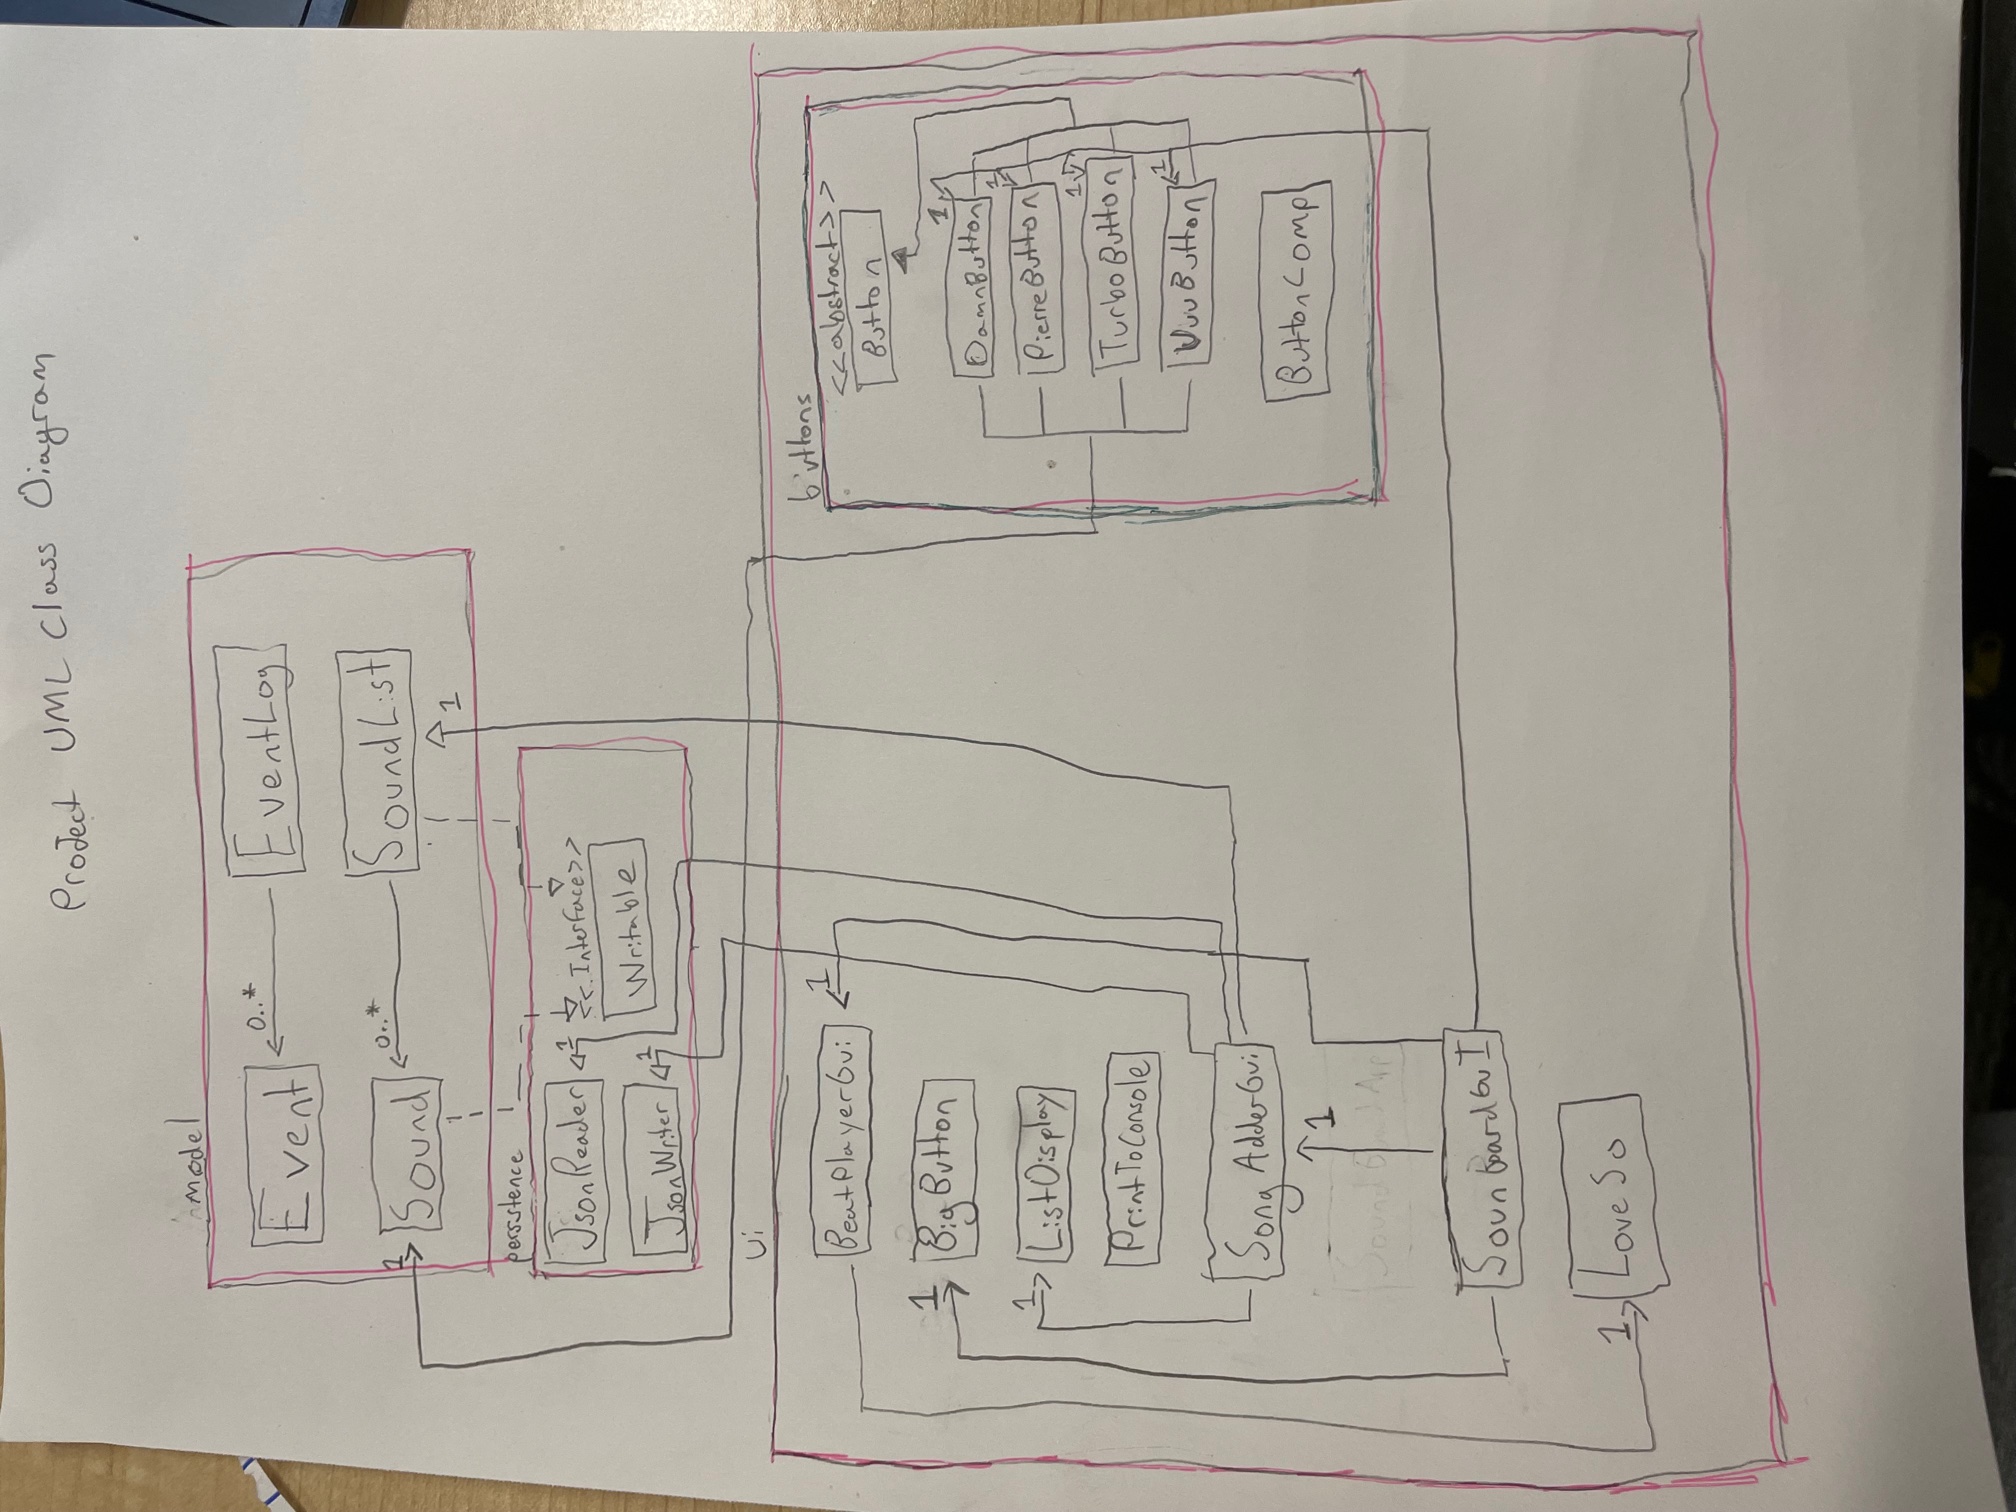 Project UML Class Diagram
model
Event
0..*
EventLog
1
Sound
0..*
SoundList
1
persistence
JsonReader
1
<<Interface>>
Writable
JsonWriter
1
ui
BeatPlayerGui
1
buttons
<<abstract>>
Button
1
BigButton
1
DamnButton
1
ListDisplay
1
PierreButton
PrintToConsole
1
TurboButton
1
VuuButton
SongAdderGui
1
ButtonComp
SounBoardGuI
1
LoveSo